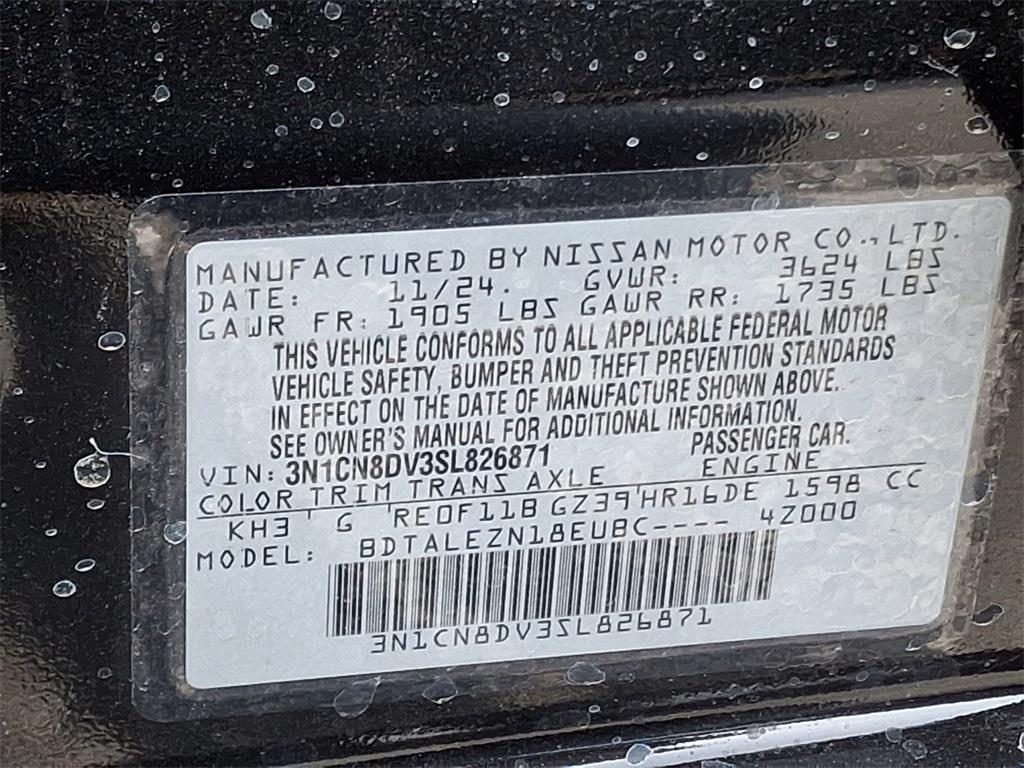 MANUFACTURED BY NISSAN MOTOR CO., LTD.
DATE: 11/24. GVWR: 3624 LBS
GAWR FR: 1905 LBS GAWR RR: 1735 LBS
THIS VEHICLE CONFORMS TO ALL APPLICABLE FEDERAL MOTOR
VEHICLE SAFETY, BUMPER AND THEFT PREVENTION STANDARDS
IN EFFECT ON THE DATE OF MANUFACTURE SHOWN ABOVE.
SEE OWNER'S MANUAL FOR ADDITIONAL INFORMATION.
VIN: 3N1CN8DV3SL826871 PASSENGER CAR.
COLOR TRIM TRANS AXLE ENGINE
KH3 ' G 'RE0F11B GZ39'HR16DE 1598 CC
MODEL: BDTALEZN18EUBC---- 4Z000
3N1CN8DV3SL826871